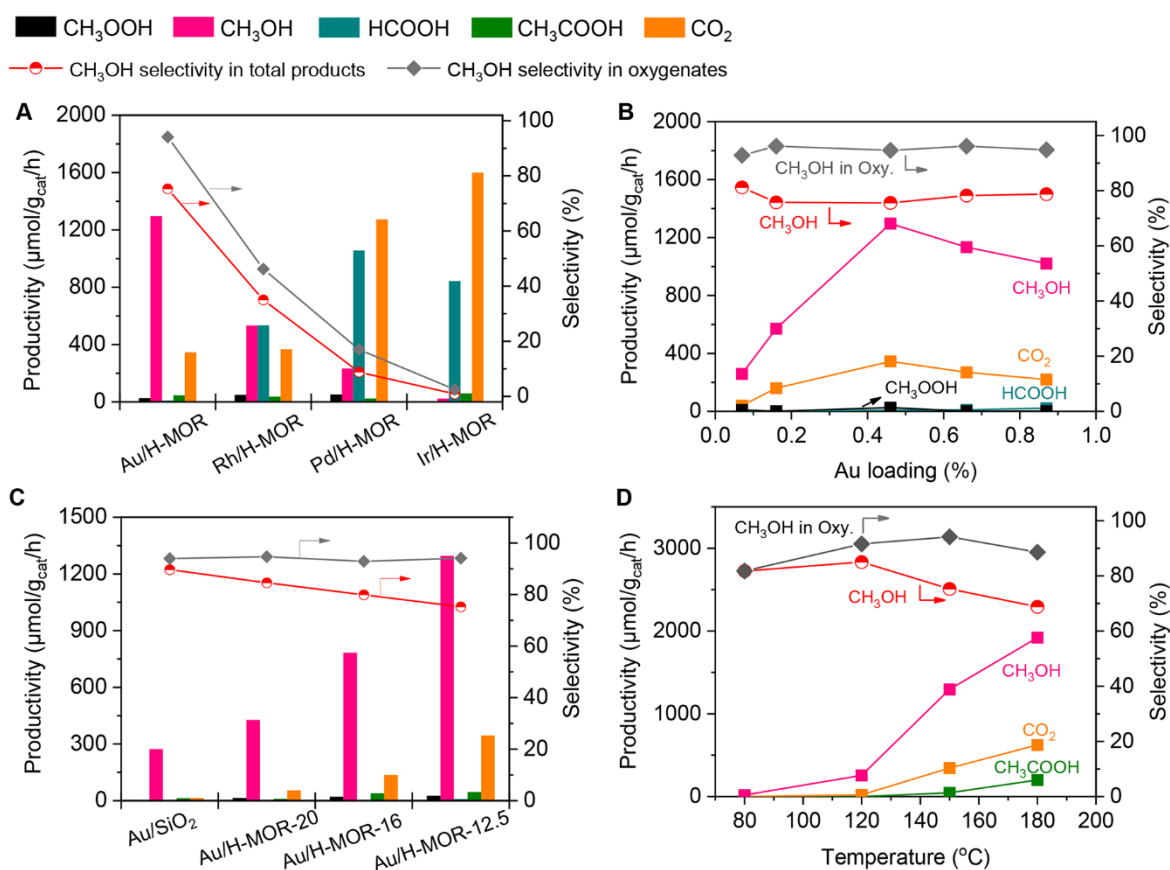 CH₃OOH CH₃OH HCOOH CH₃COOH CO₂
CH₃OH selectivity in total products CH₃OH selectivity in oxygenates
A
2000
1600
1200
800
400
0
Productivity (μmol/g_cat/h)
100
80
60
40
20
0
Selectivity (%)
Au/H-MOR Rh/H-MOR Pd/H-MOR Ir/H-MOR
B
2000
1600
1200
800
400
0
Productivity (μmol/g_cat/h)
CH₃OH in Oxy.
CH₃OH
CH₃OH
CO₂
CH₃OOH
HCOOH
100
80
60
40
20
0
Selectivity (%)
0.0 0.2 0.4 0.6 0.8 1.0
Au loading (%)
C
1500
1200
900
600
300
0
Productivity (μmol/g_cat/h)
100
80
60
40
20
0
Selectivity (%)
Au/SiO₂ Au/H-MOR-20 Au/H-MOR-16 Au/H-MOR-12.5
D
3000
2000
1000
0
Productivity (μmol/g_cat/h)
CH₃OH in Oxy.
CH₃OH
CH₃OH
CO₂
CH₃COOH
100
80
60
40
20
0
Selectivity (%)
80 100 120 140 160 180 200
Temperature (°C)